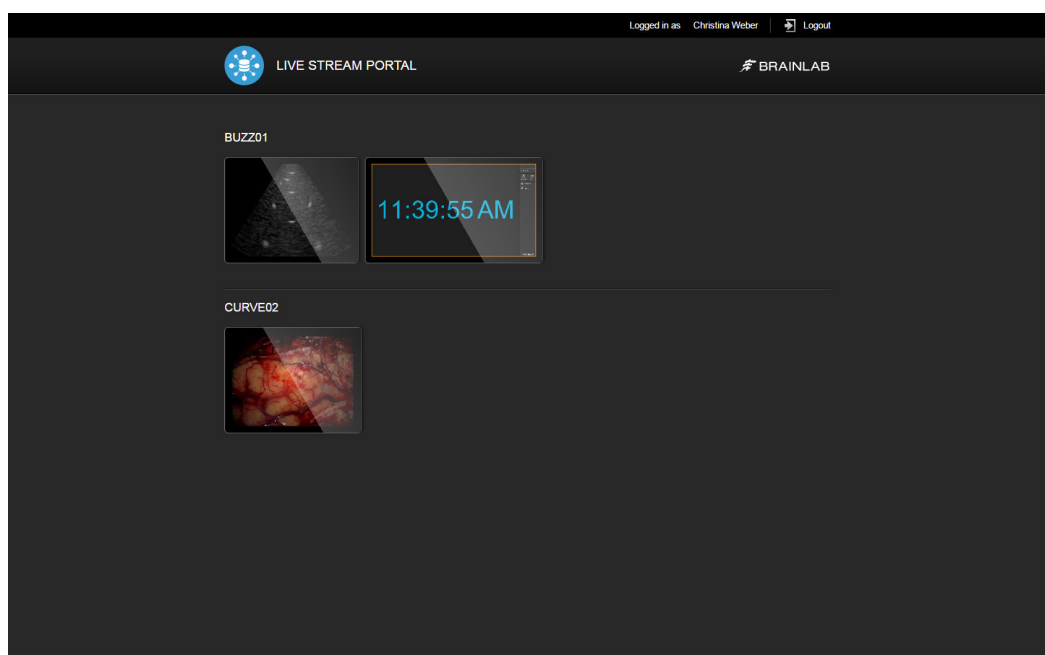 Logged in as Christina Weber Logout
LIVE STREAM PORTAL
BRAINLAB
BUZZ01
11:39:55 AM
CURVE02